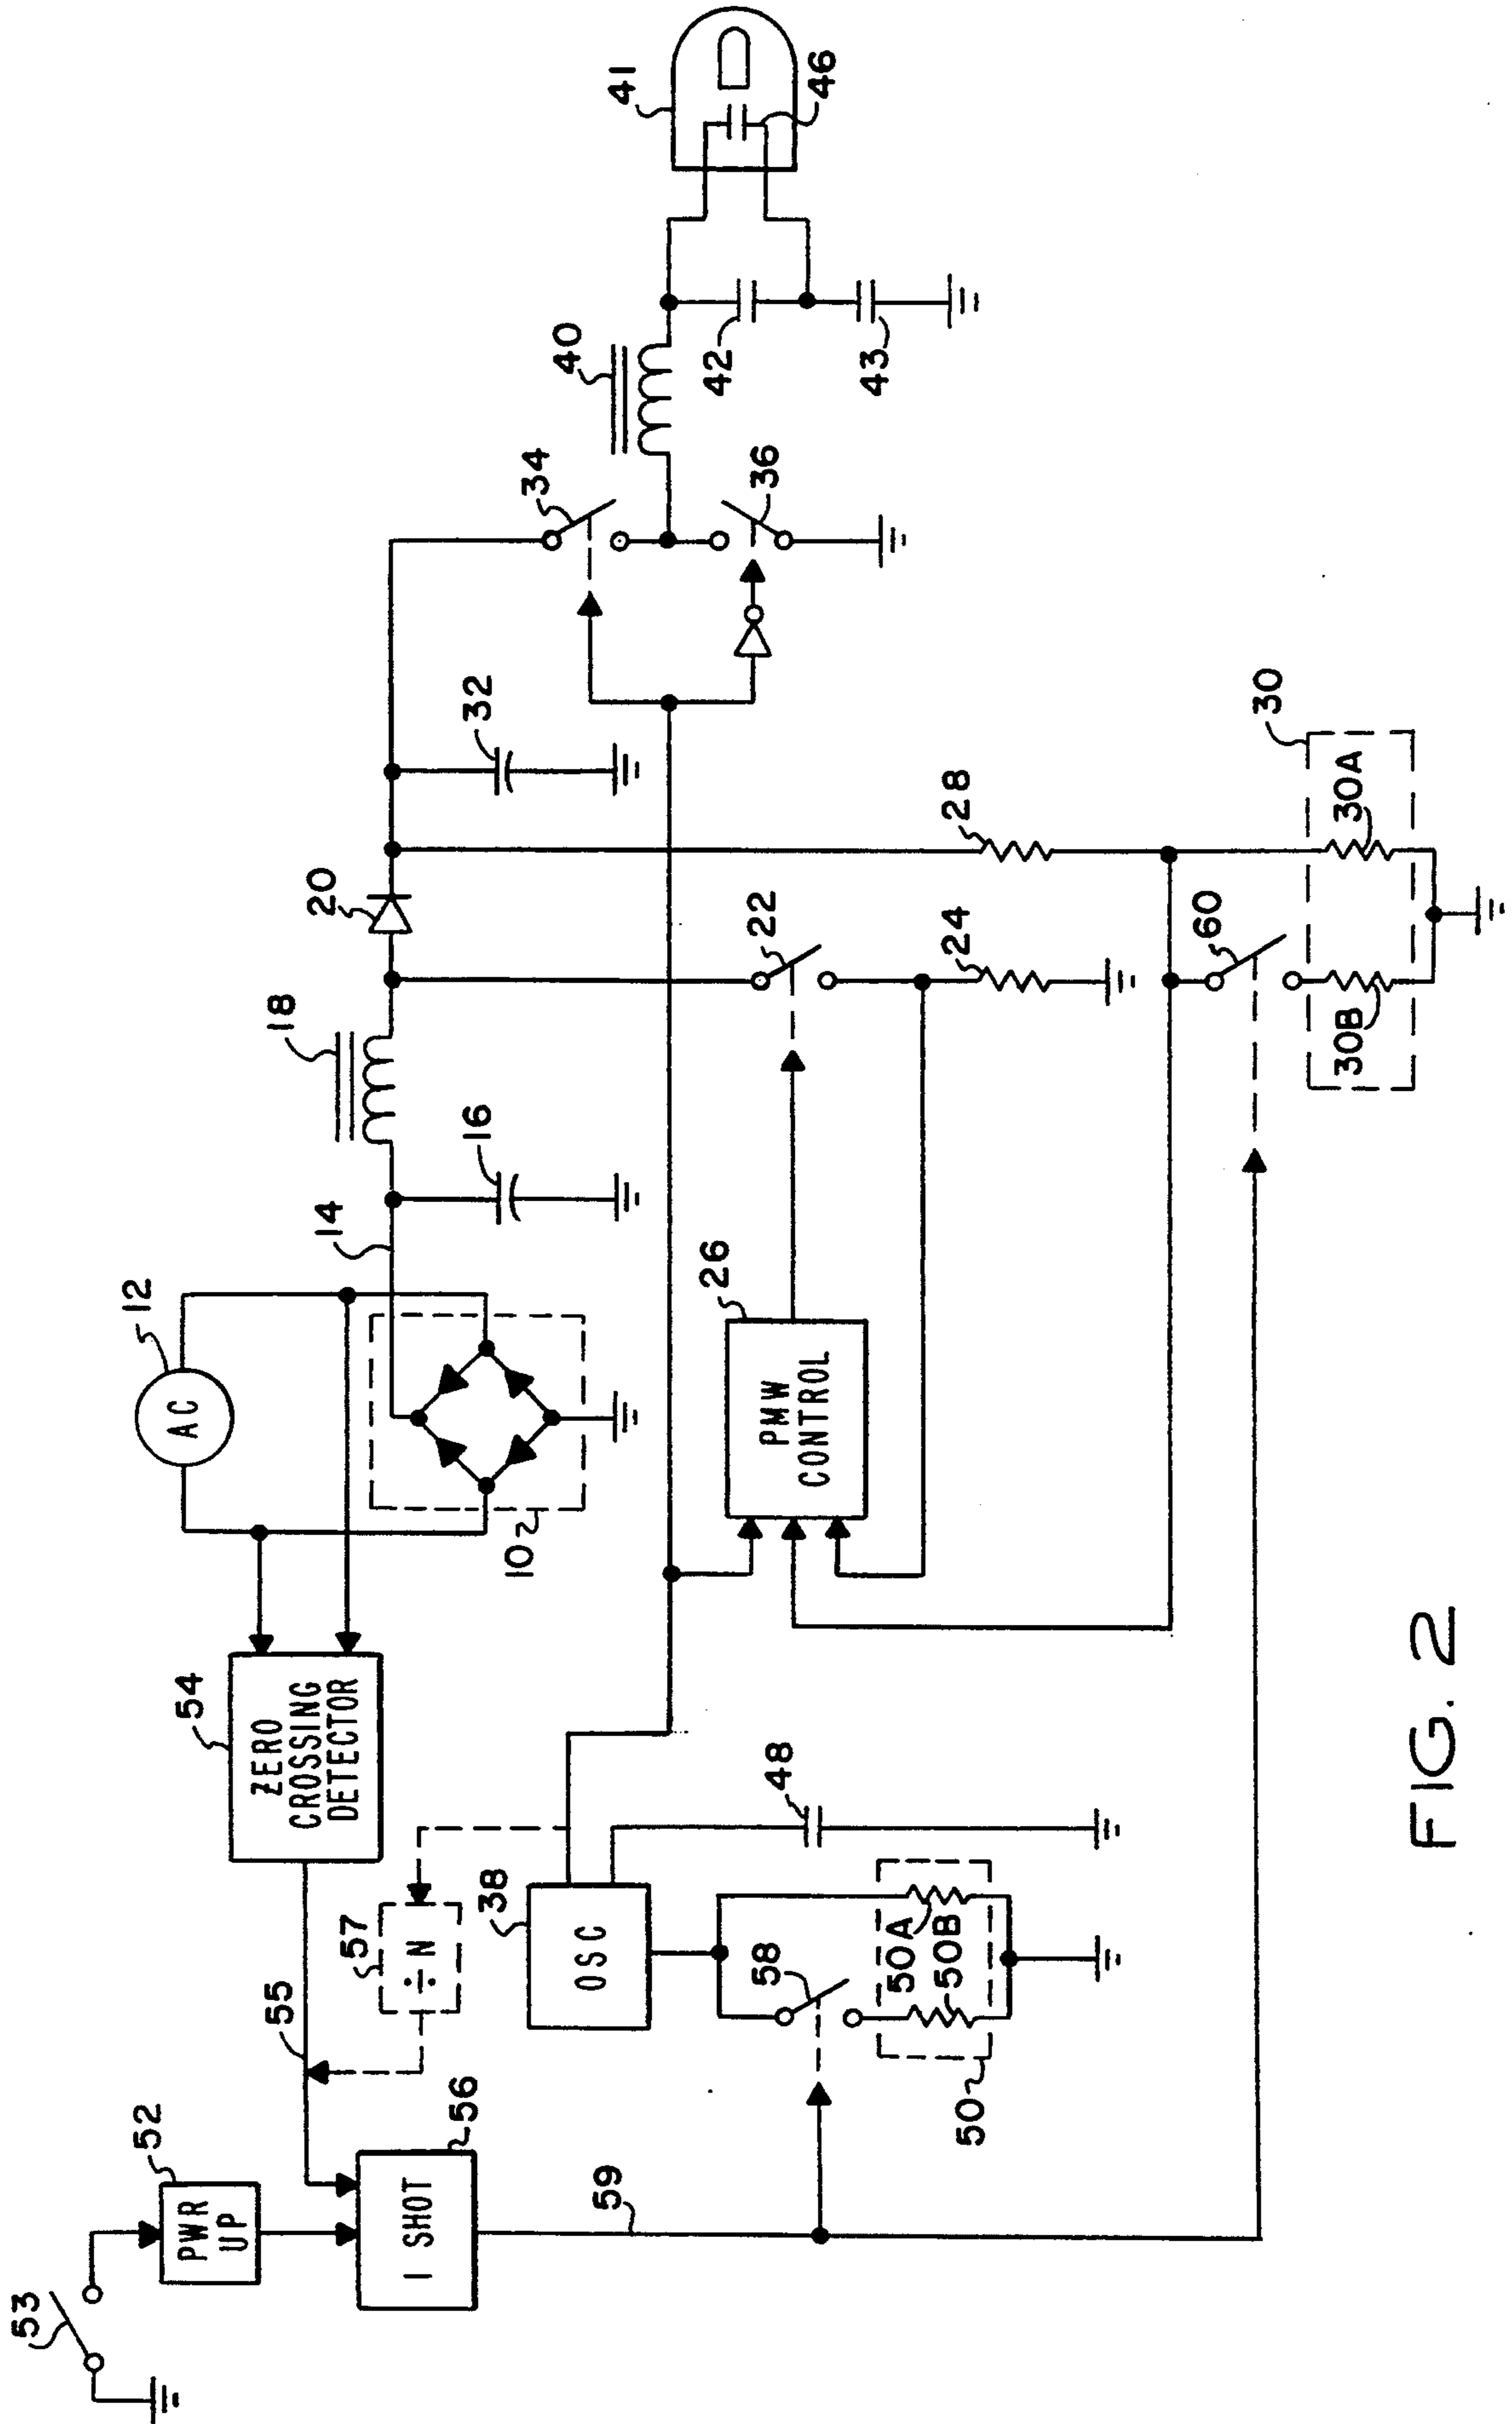 53
52
PWR
UP
54
ZERO
CROSSING
DETECTOR
55
1 SHOT
56
57
÷ N
59
12
AC
10
14
16
18
20
32
34
36
40
41
46
42
43
38
OSC
48
58
50A
50B
50
26
PMW
CONTROL
22
24
28
60
30
30A
30B
FIG. 2